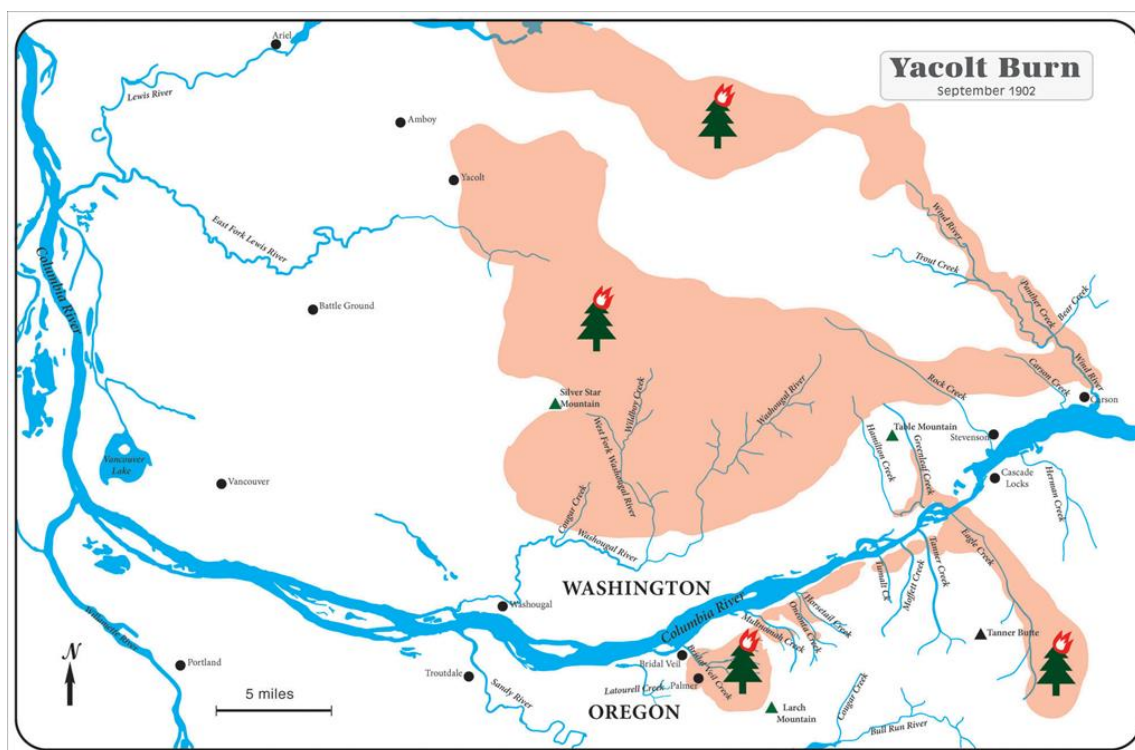 Yacolt Burn
September 1902
Ariel
Lewis River
Amboy
Yacolt
East Fork Lewis River
Columbia River
Battle Ground
Wind River
Trout Creek
Panther Creek
Bear Creek
Silver Star
Mountain
Wildboy Creek
West Fork Washougal River
Washougal River
Rock Creek
Carson Creek
Wind River
Carson
Table Mountain
Stevenson
Hamilton Creek
Greenleaf Creek
Cascade
Locks
Herman Creek
Vancouver
Lake
Vancouver
Cougar Creek
Washougal River
Eagle Creek
Tanner Creek
Moffett Creek
Tumalt Ck
WASHINGTON
Washougal
Columbia River
Horsetail Creek
Oneonta Creek
Multnomah Creek
Tanner Butte
Willamette River
N
Portland
5 miles
Troutdale
Sandy River
Bridal Veil
Bridal Veil Creek
Palmer
Latourell Creek
OREGON
Larch
Mountain
Cougar Creek
Bull Run River